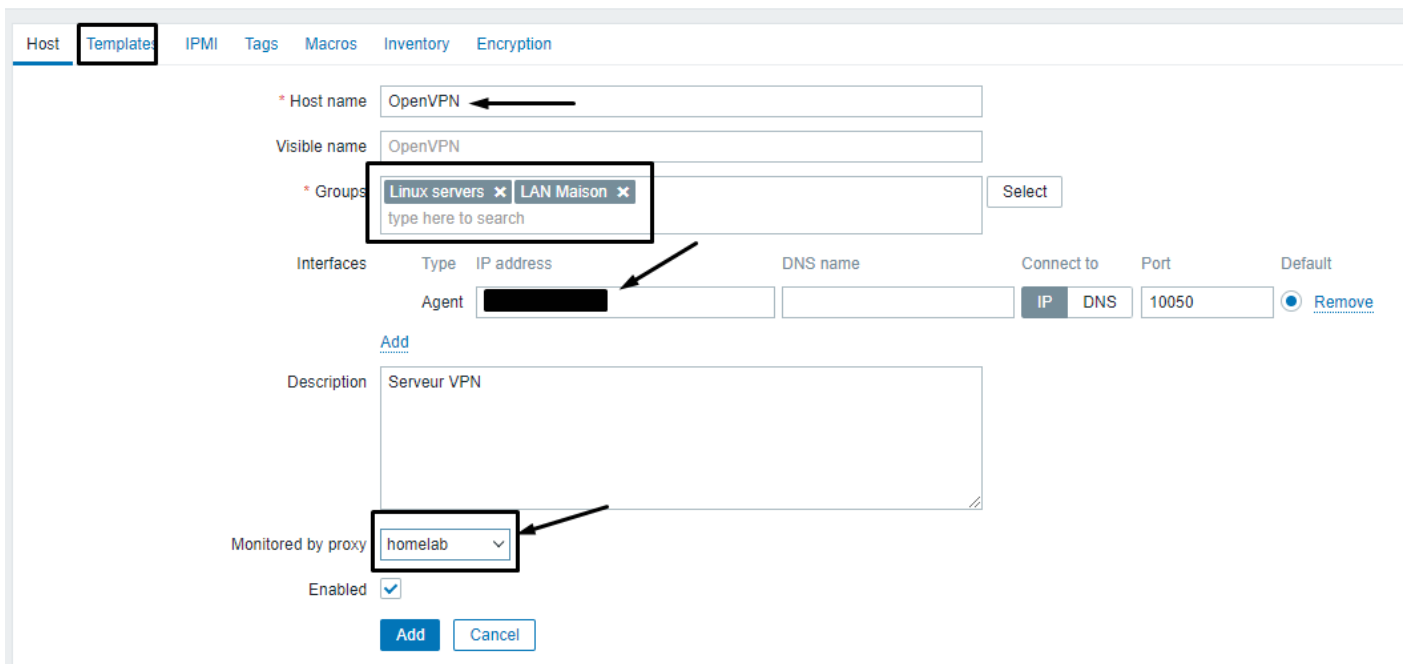 Host Templates IPMI Tags Macros Inventory Encryption
* Host name OpenVPN
Visible name OpenVPN
* Groups Linux servers LAN Maison Select
type here to search
Interfaces Type IP address DNS name Connect to Port Default
Agent IP DNS 10050 Remove
Add
Description Serveur VPN
Monitored by proxy homelab
Enabled
Add Cancel